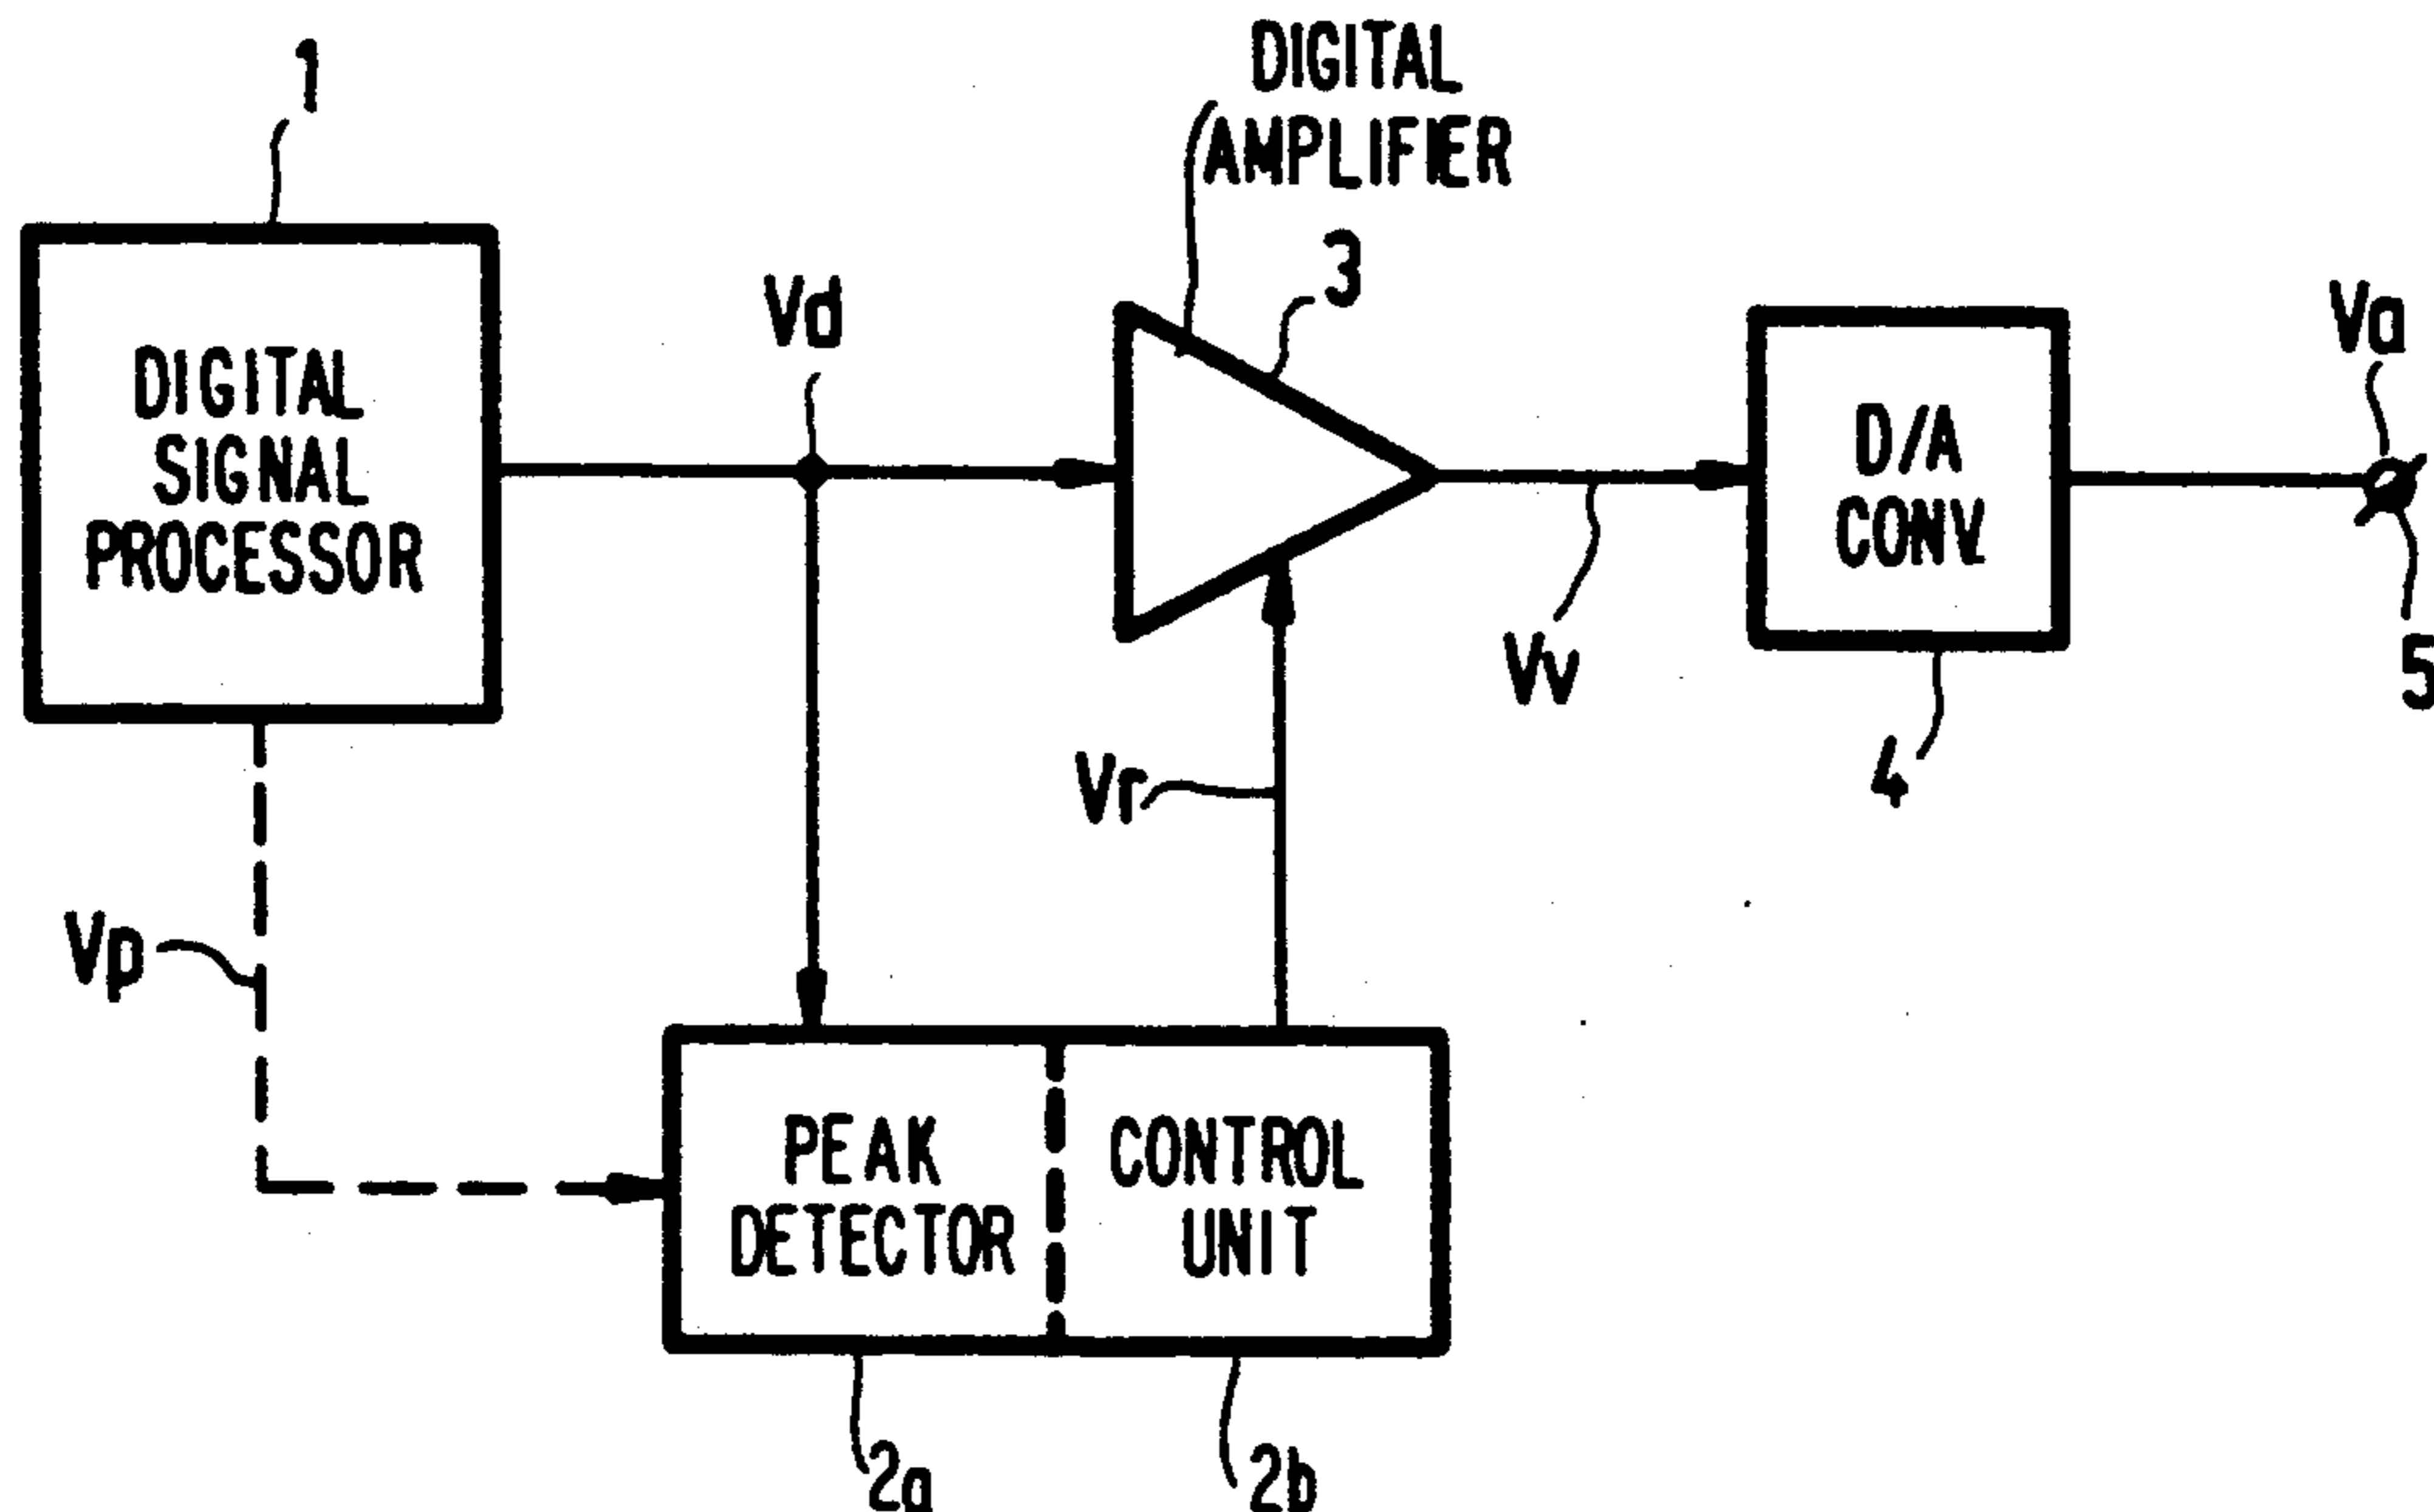 1
DIGITAL
AMPLIFIER
3
Vd
Va
DIGITAL
SIGNAL
PROCESSOR
D/A
CONV.
Vv
5
Vr
4
Vp
PEAK
DETECTOR
CONTROL
UNIT
2a
2b